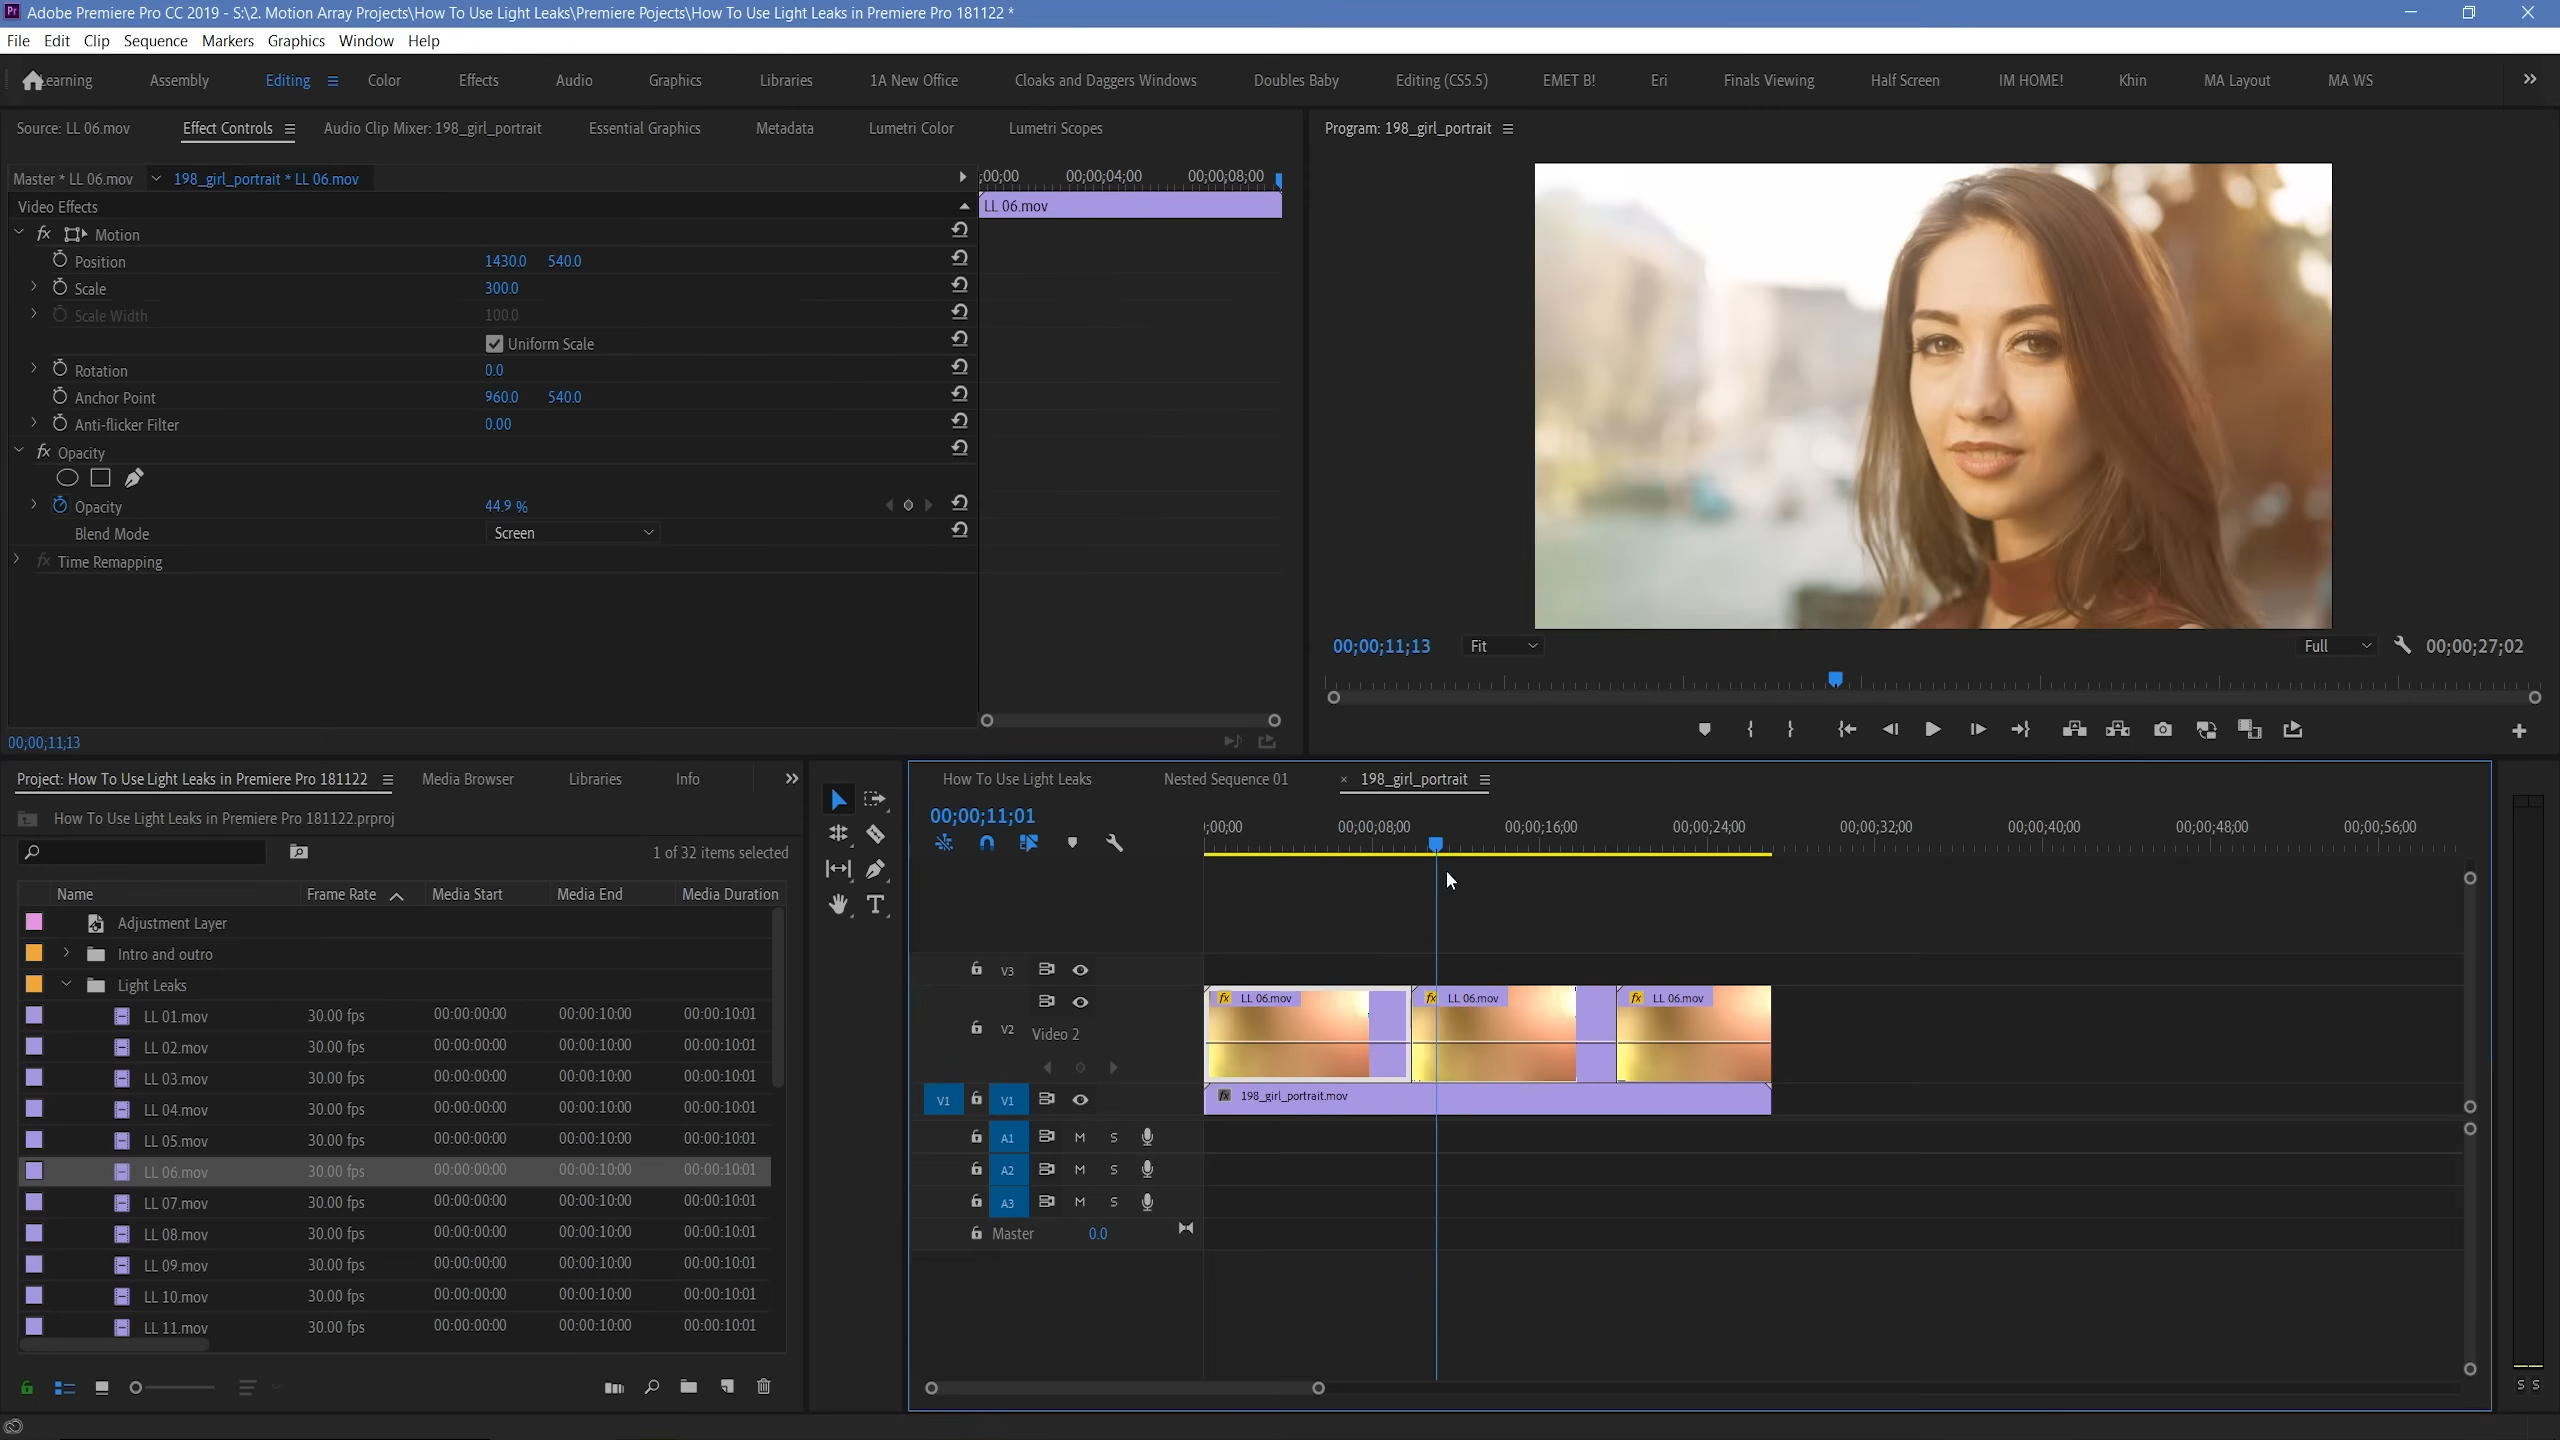 Adobe Premiere Pro CC 2019 - S:\2. Motion Array Projects\How To Use Light Leaks\Premiere Pojects\How To Use Light Leaks in Premiere Pro 181122 *
File Edit Clip Sequence Markers Graphics Window Help
Learning Assembly Editing Color Effects Audio Graphics Libraries 1A New Office Cloaks and Daggers Windows Doubles Baby Editing (CS5.5) EMET B! Eri Finals Viewing Half Screen IM HOME! Khin MA Layout MA WS
Source: LL 06.mov Effect Controls Audio Clip Mixer: 198_girl_portrait Essential Graphics Metadata Lumetri Color Lumetri Scopes
Program: 198_girl_portrait
Master * LL 06.mov 198_girl_portrait * LL 06.mov
;00;00 00;00;04;00 00;00;08;00
Video Effects
LL 06.mov
fx Motion
Position 1430.0 540.0
Scale 300.0
Scale Width 100.0
Uniform Scale
Rotation 0.0
Anchor Point 960.0 540.0
Anti-flicker Filter 0.00
fx Opacity
Opacity 44.9 %
Blend Mode Screen
fx Time Remapping
00;00;11;13
00;00;11;13 Fit Full 00;00;27;02
Project: How To Use Light Leaks in Premiere Pro 181122 Media Browser Libraries Info
How To Use Light Leaks in Premiere Pro 181122.prproj
1 of 32 items selected
Name Frame Rate Media Start Media End Media Duration
Adjustment Layer
Intro and outro
Light Leaks
LL 01.mov 30.00 fps 00:00:00:00 00:00:10:00 00:00:10:01
LL 02.mov 30.00 fps 00:00:00:00 00:00:10:00 00:00:10:01
LL 03.mov 30.00 fps 00:00:00:00 00:00:10:00 00:00:10:01
LL 04.mov 30.00 fps 00:00:00:00 00:00:10:00 00:00:10:01
LL 05.mov 30.00 fps 00:00:00:00 00:00:10:00 00:00:10:01
LL 06.mov 30.00 fps 00:00:00:00 00:00:10:00 00:00:10:01
LL 07.mov 30.00 fps 00:00:00:00 00:00:10:00 00:00:10:01
LL 08.mov 30.00 fps 00:00:00:00 00:00:10:00 00:00:10:01
LL 09.mov 30.00 fps 00:00:00:00 00:00:10:00 00:00:10:01
LL 10.mov 30.00 fps 00:00:00:00 00:00:10:00 00:00:10:01
LL 11.mov 30.00 fps 00:00:00:00 00:00:10:00 00:00:10:01
How To Use Light Leaks Nested Sequence 01 × 198_girl_portrait
00;00;11;01
;00;00 00;00;08;00 00;00;16;00 00;00;24;00 00;00;32;00 00;00;40;00 00;00;48;00 00;00;56;00
V3
fx LL 06.mov fx LL 06.mov fx LL 06.mov
V2 Video 2
V1 V1 fx 198_girl_portrait.mov
A1 M S
A2 M S
A3 M S
Master 0.0
S S